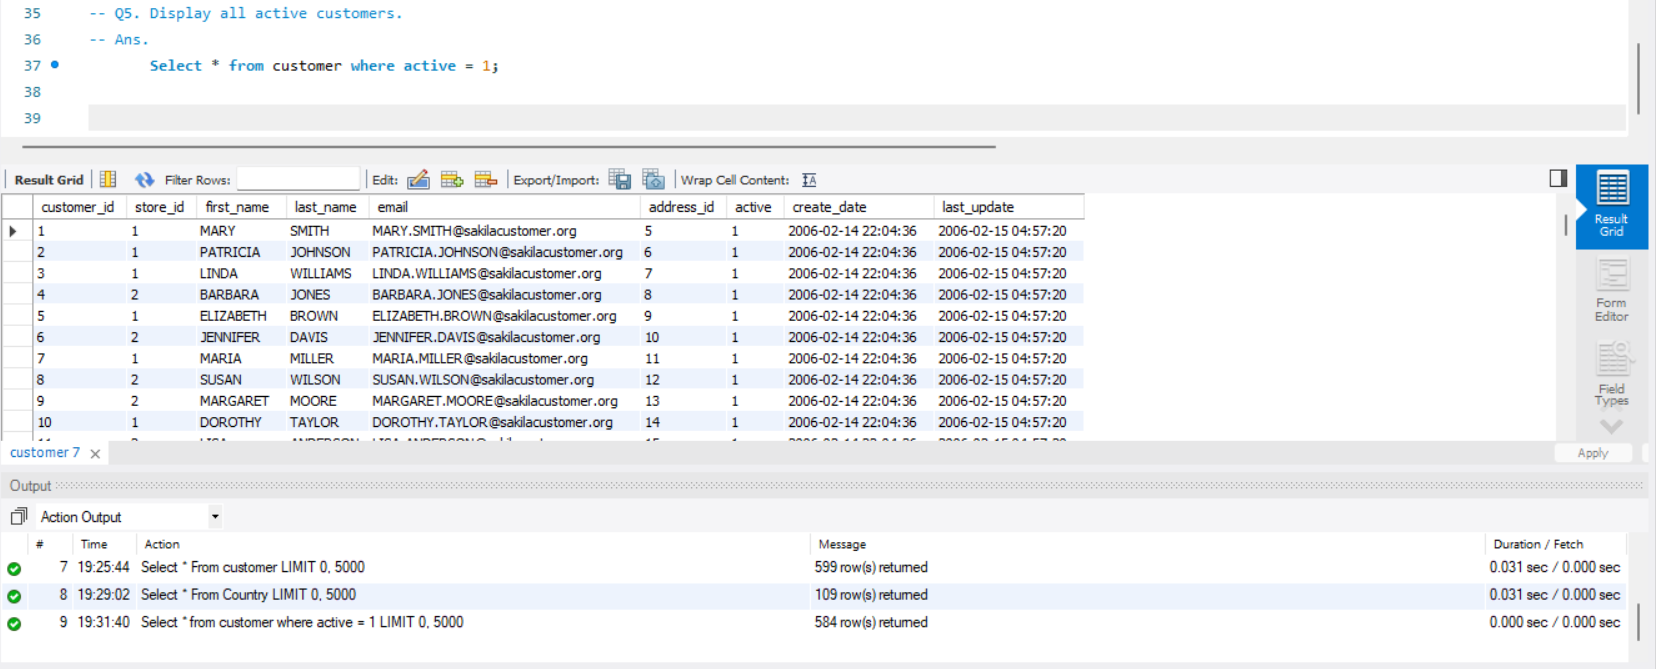 35 -- Q5. Display all active customers.
36 -- Ans.
37 Select * from customer where active = 1;
38
39
Result Grid Filter Rows: Edit: Export/Import: Wrap Cell Content: IA
customer_id store_id first_name last_name email address_id active create_date last_update
1 1 MARY SMITH MARY.SMITH@sakilacustomer.org 5 1 2006-02-14 22:04:36 2006-02-15 04:57:20
2 1 PATRICIA JOHNSON PATRICIA.JOHNSON@sakilacustomer.org 6 1 2006-02-14 22:04:36 2006-02-15 04:57:20
3 1 LINDA WILLIAMS LINDA.WILLIAMS@sakilacustomer.org 7 1 2006-02-14 22:04:36 2006-02-15 04:57:20
4 2 BARBARA JONES BARBARA.JONES@sakilacustomer.org 8 1 2006-02-14 22:04:36 2006-02-15 04:57:20
5 1 ELIZABETH BROWN ELIZABETH.BROWN@sakilacustomer.org 9 1 2006-02-14 22:04:36 2006-02-15 04:57:20
6 2 JENNIFER DAVIS JENNIFER.DAVIS@sakilacustomer.org 10 1 2006-02-14 22:04:36 2006-02-15 04:57:20
7 1 MARIA MILLER MARIA.MILLER@sakilacustomer.org 11 1 2006-02-14 22:04:36 2006-02-15 04:57:20
8 2 SUSAN WILSON SUSAN.WILSON@sakilacustomer.org 12 1 2006-02-14 22:04:36 2006-02-15 04:57:20
9 2 MARGARET MOORE MARGARET.MOORE@sakilacustomer.org 13 1 2006-02-14 22:04:36 2006-02-15 04:57:20
10 1 DOROTHY TAYLOR DOROTHY.TAYLOR@sakilacustomer.org 14 1 2006-02-14 22:04:36 2006-02-15 04:57:20
Result
Grid
Form
Editor
Field
Types
customer 7
Apply
Output
Action Output
# Time Action Message Duration / Fetch
7 19:25:44 Select * From customer LIMIT 0, 5000 599 row(s) returned 0.031 sec / 0.000 sec
8 19:29:02 Select * From Country LIMIT 0, 5000 109 row(s) returned 0.031 sec / 0.000 sec
9 19:31:40 Select * from customer where active = 1 LIMIT 0, 5000 584 row(s) returned 0.000 sec / 0.000 sec